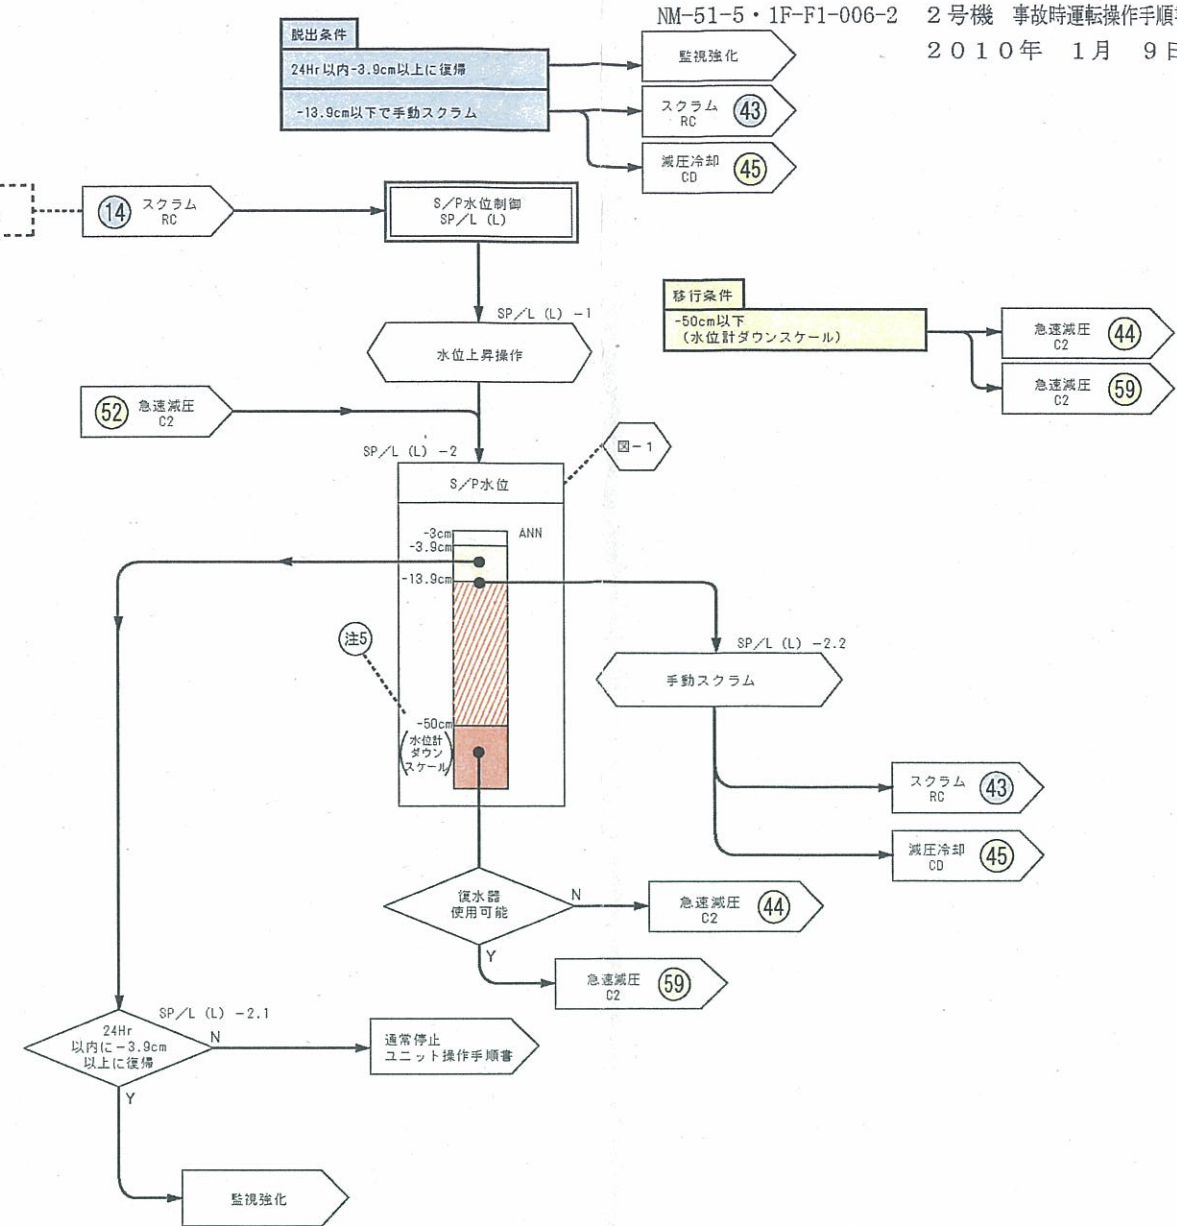 NM-51-5・1F-F1-006-2 2号機 事故時運転操作手順
2010年 1月 9日
脱出条件
24Hr以内-3.9cm以上に復帰
-13.9cm以下で手動スクラム
監視強化
スクラム
RC
43
減圧冷却
CD
45
14
スクラム
RC
S/P水位制御
SP/L (L)
移行条件
-50cm以下
(水位計ダウンスケール)
急速減圧
C2
44
急速減圧
C2
59
SP/L (L) -1
水位上昇操作
52
急速減圧
C2
SP/L (L) -2
図-1
S/P水位
-3cm
ANN
-3.9cm
-13.9cm
注5
-50cm
(水位計
ダウン
スケール)
SP/L (L) -2.2
手動スクラム
スクラム
RC
43
減圧冷却
CD
45
復水器
使用可能
N
急速減圧
C2
44
Y
急速減圧
C2
59
SP/L (L) -2.1
24Hr
以内に-3.9cm
以上に復帰
N
通常停止
ユニット操作手順書
Y
監視強化